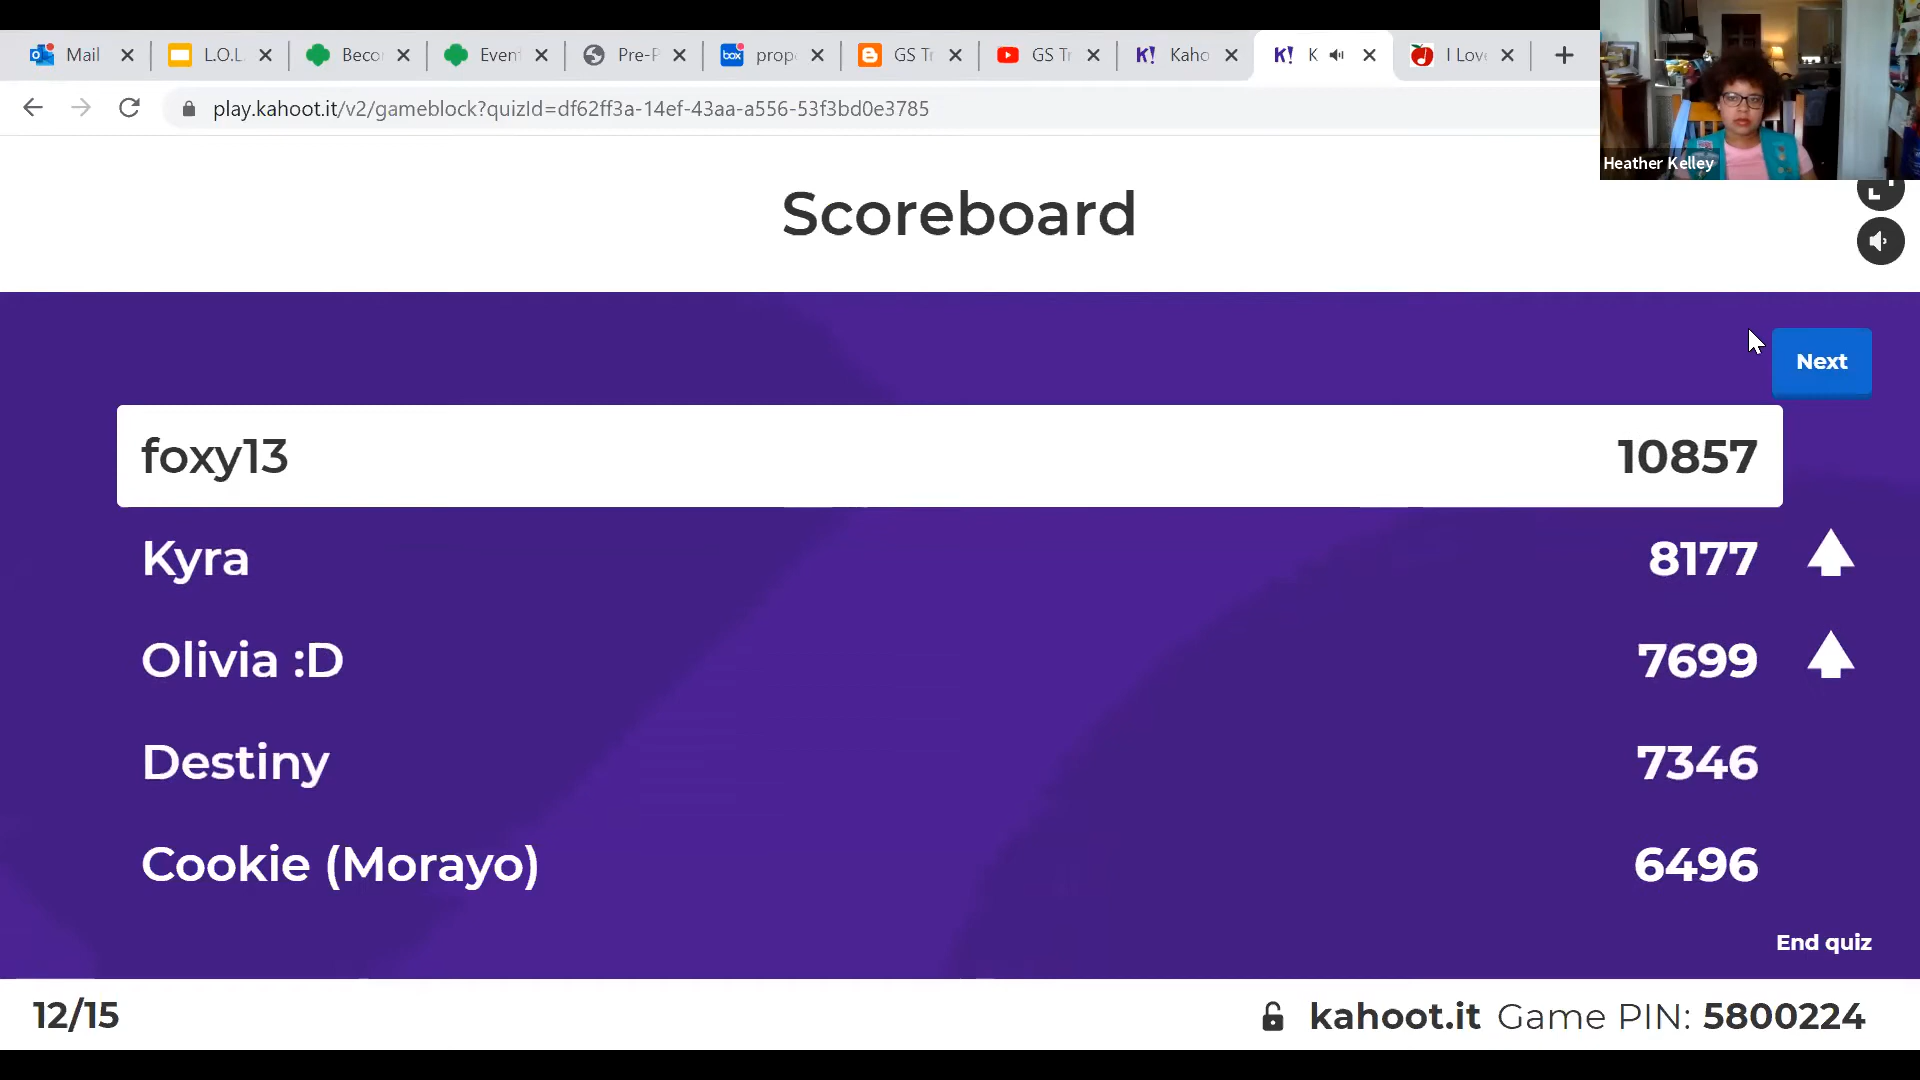 Mail
L.O.L
Beco
Even
Pre-P
box
prop
GS Tr
GS Tr
K! Kaho
K! K
I Lov
play.kahoot.it/v2/gameblock?quizId=df62ff3a-14ef-43aa-a556-53f3bd0e3785
Heather Kelley
Scoreboard
Next
foxy13 10857
Kyra 8177
Olivia :D 7699
Destiny 7346
Cookie (Morayo) 6496
End quiz
12/15
kahoot.it Game PIN: 5800224